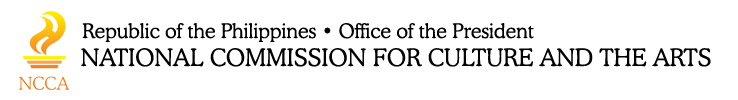 Republic of the Philippines • Office of the President
NATIONAL COMMISSION FOR CULTURE AND THE ARTS
NCCA